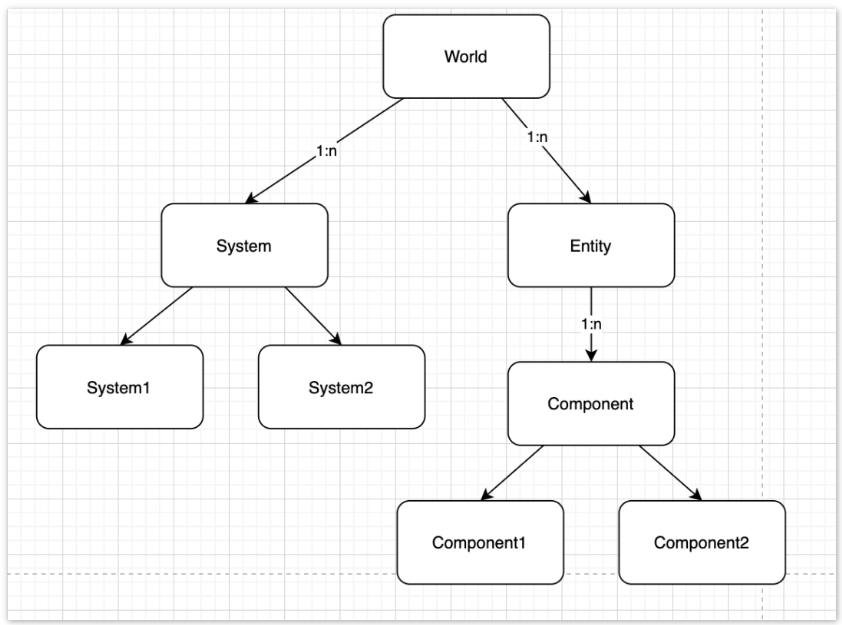 World
1:n
1:n
System
Entity
1:n
System1
System2
Component
Component1
Component2